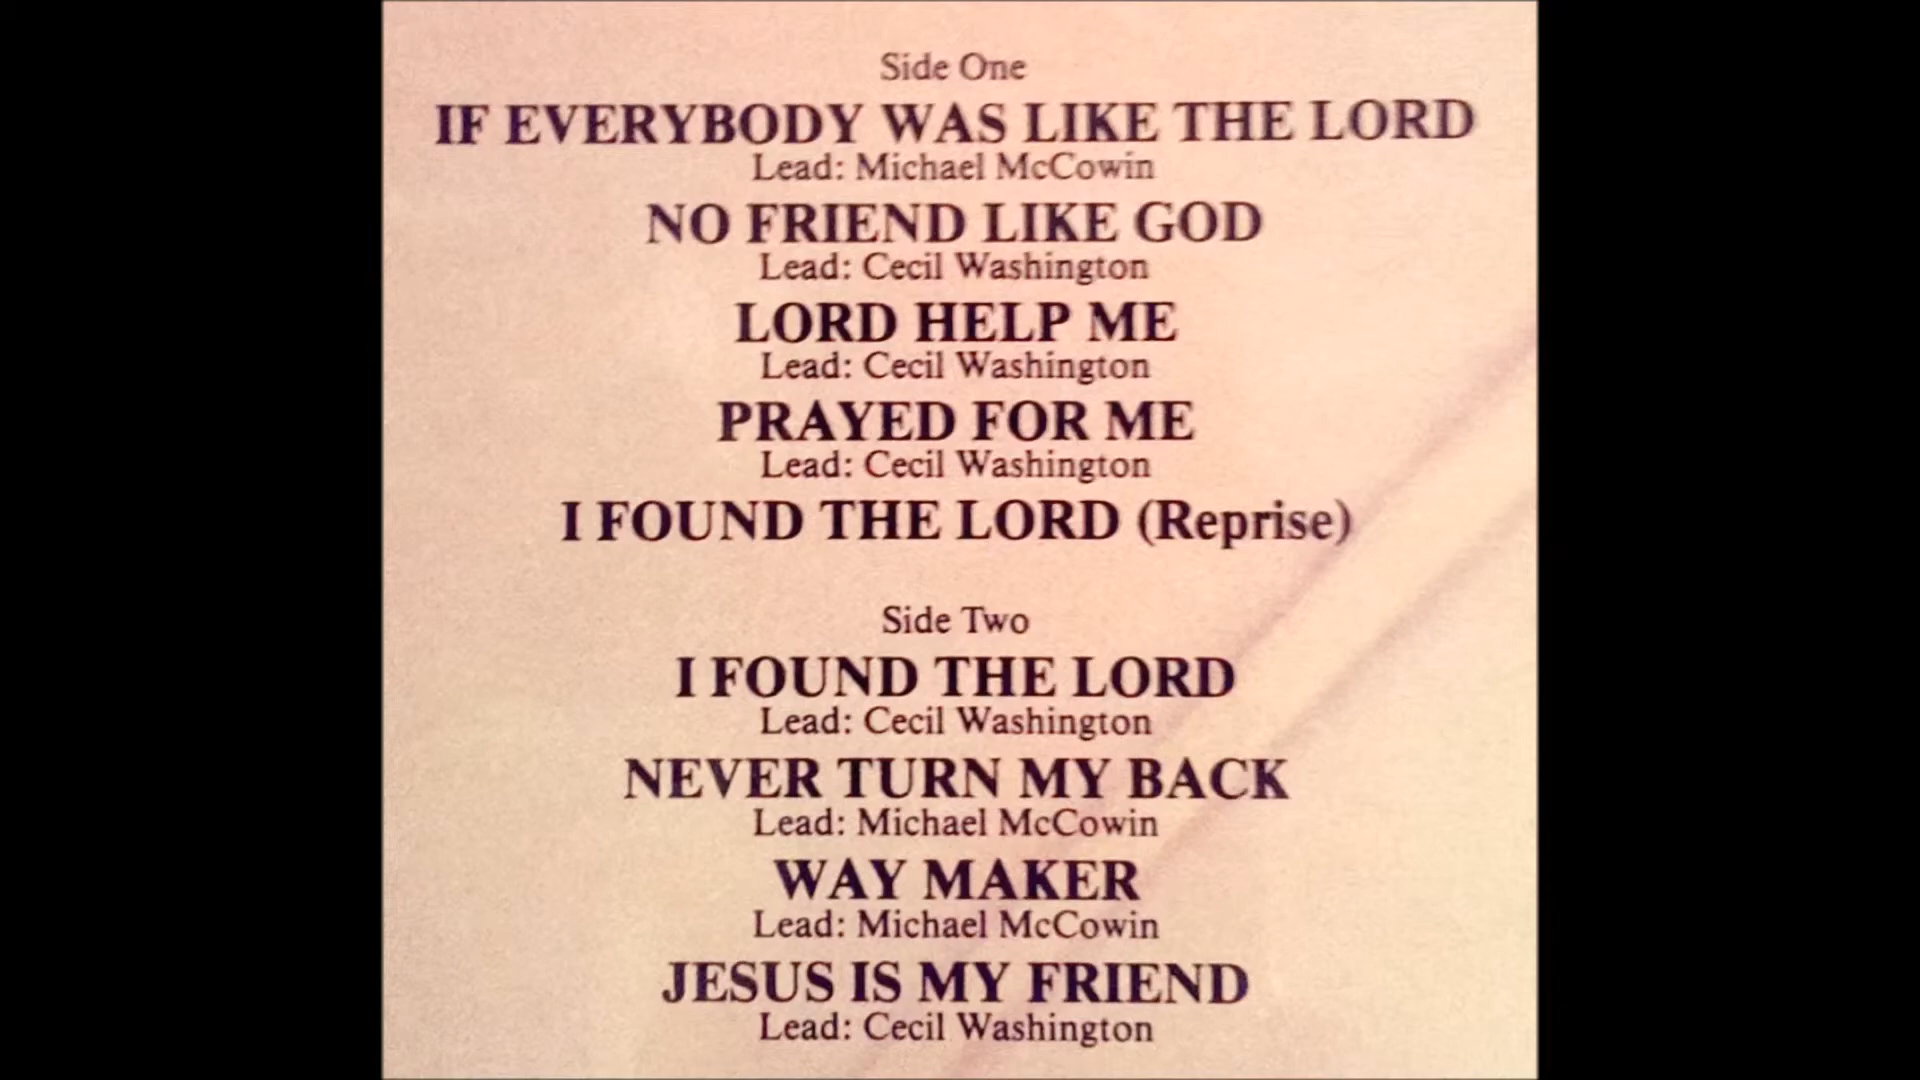 Side One
IF EVERYBODY WAS LIKE THE LORD
Lead: Michael McCowin
NO FRIEND LIKE GOD
Lead: Cecil Washington
LORD HELP ME
Lead: Cecil Washington
PRAYED FOR ME
Lead: Cecil Washington
I FOUND THE LORD (Reprise)
Side Two
I FOUND THE LORD
Lead: Cecil Washington
NEVER TURN MY BACK
Lead: Michael McCowin
WAY MAKER
Lead: Michael McCowin
JESUS IS MY FRIEND
Lead: Cecil Washington